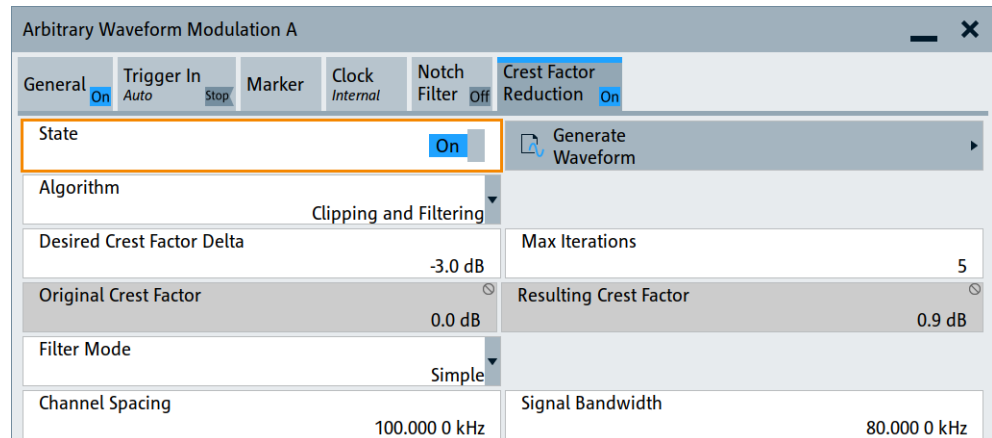 Arbitrary Waveform Modulation A
General On
Trigger In
Auto Stop
Marker
Clock
Internal
Notch
Filter Off
Crest Factor
Reduction On
State
On
Generate
Waveform
Algorithm
Clipping and Filtering
Desired Crest Factor Delta
-3.0 dB
Max Iterations
5
Original Crest Factor
0.0 dB
Resulting Crest Factor
0.9 dB
Filter Mode
Simple
Channel Spacing
100.000 0 kHz
Signal Bandwidth
80.000 0 kHz